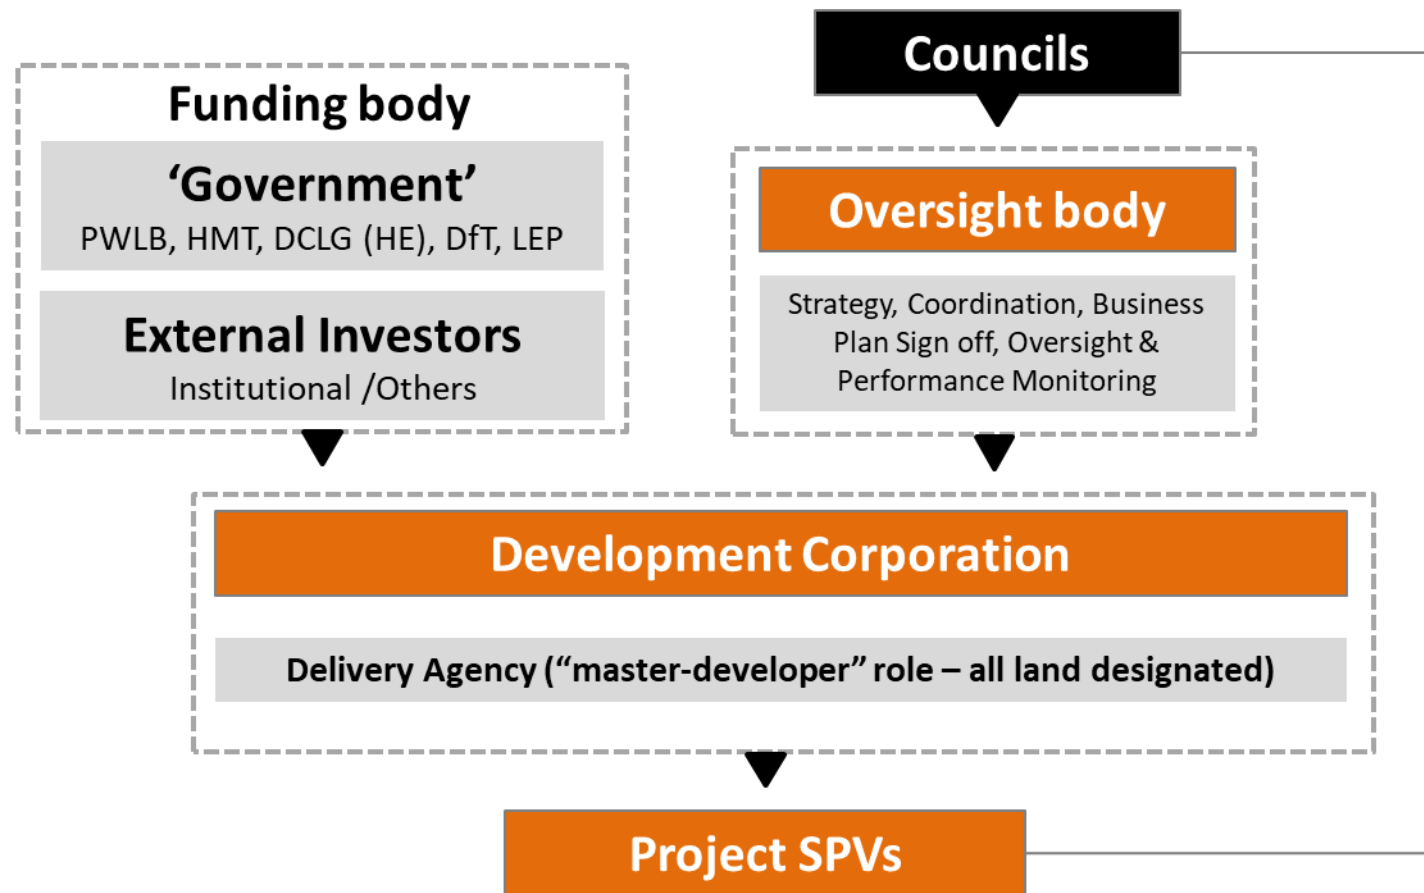 Funding body
‘Government’
PWLB, HMT, DCLG (HE), DfT, LEP
External Investors
Institutional /Others
Councils
Oversight body
Strategy, Coordination, Business
Plan Sign off, Oversight &
Performance Monitoring
Development Corporation
Delivery Agency (“master-developer” role – all land designated)
Project SPVs